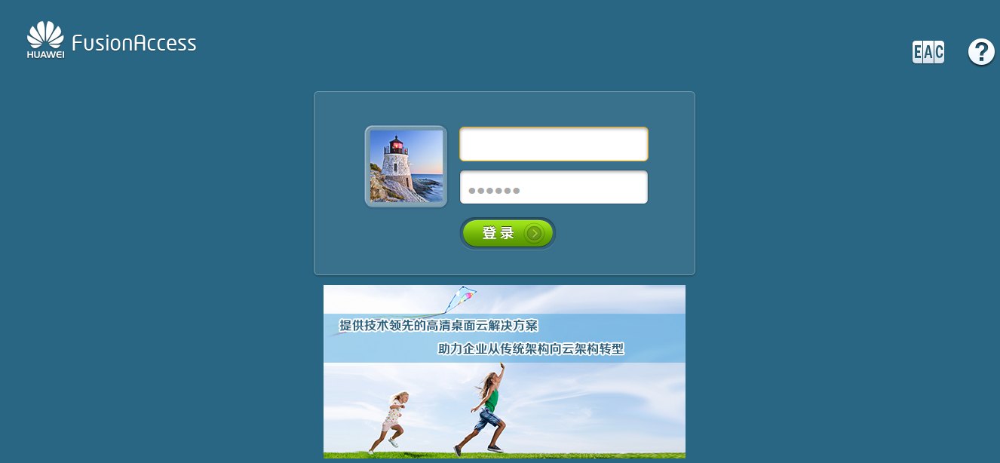 HUAWEI
FusionAccess
EAC
?
●●●●●●
登录
提供技术领先的高清桌面云解决方案
助力企业从传统架构向云架构转型